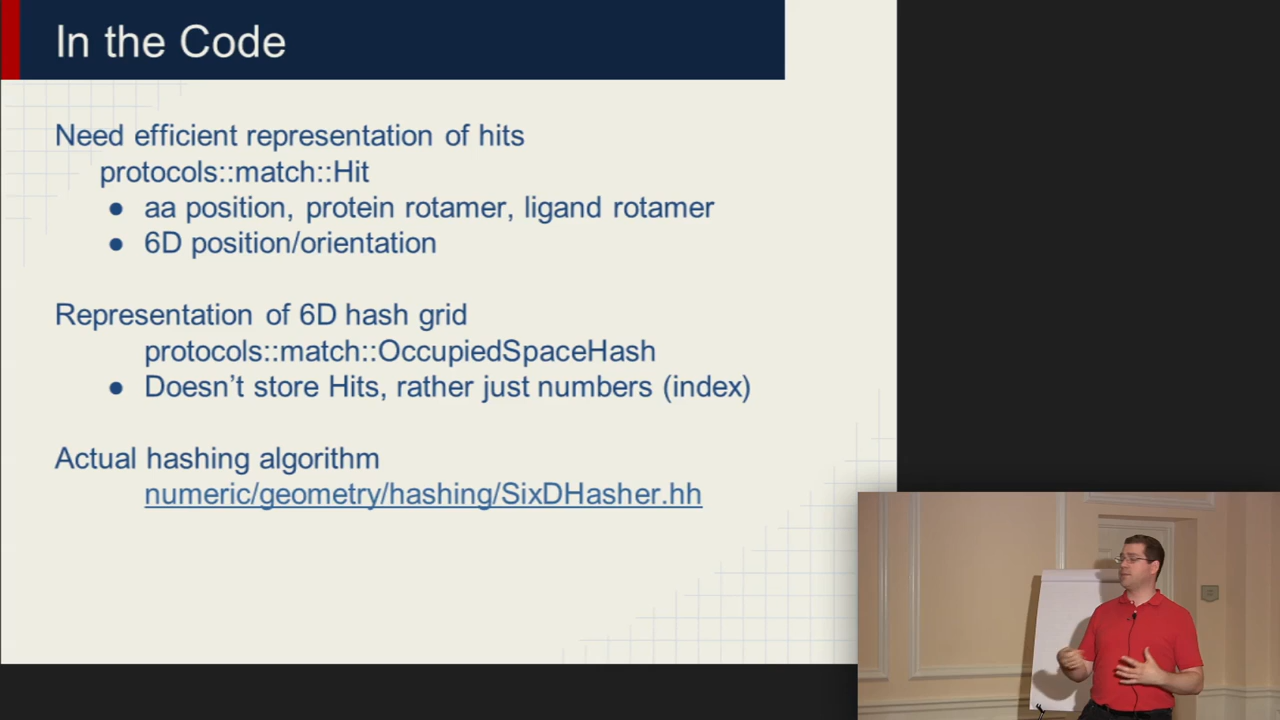 In the Code
Need efficient representation of hits
protocols::match::Hit
● aa position, protein rotamer, ligand rotamer
● 6D position/orientation
Representation of 6D hash grid
protocols::match::OccupiedSpaceHash
● Doesn’t store Hits, rather just numbers (index)
Actual hashing algorithm
numeric/geometry/hashing/SixDHasher.hh